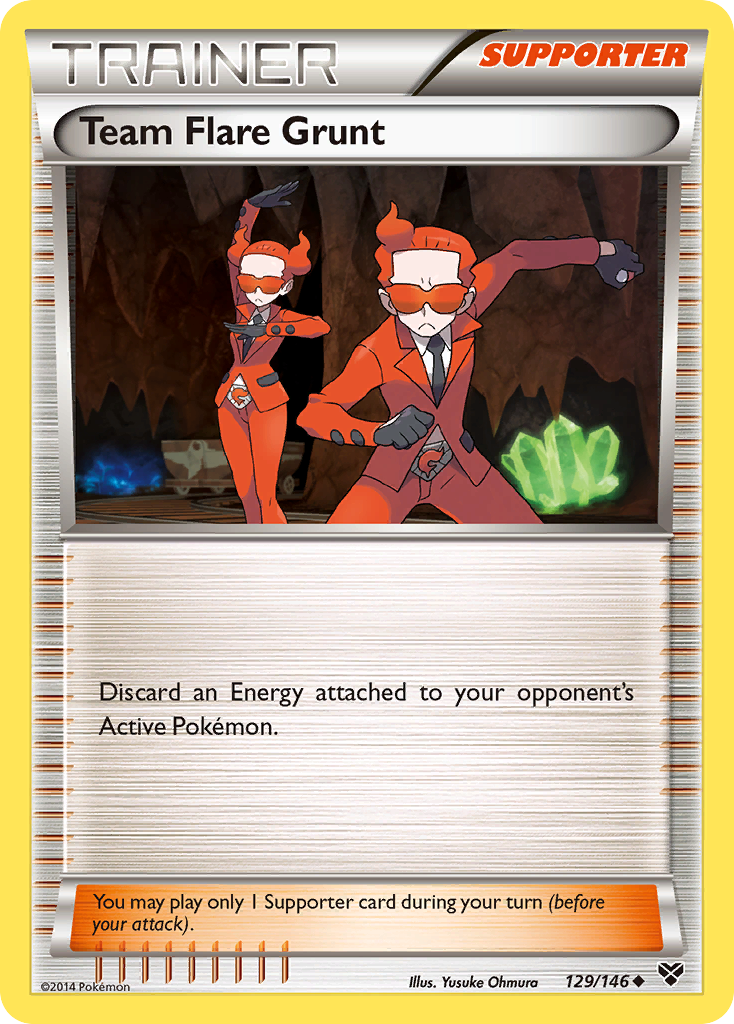 TRAINER
SUPPORTER
Team Flare Grunt
Discard an Energy attached to your opponent's
Active Pokémon.
You may play only 1 Supporter card during your turn (before
your attack).
©2014 Pokémon
Illus. Yusuke Ohmura
129/146